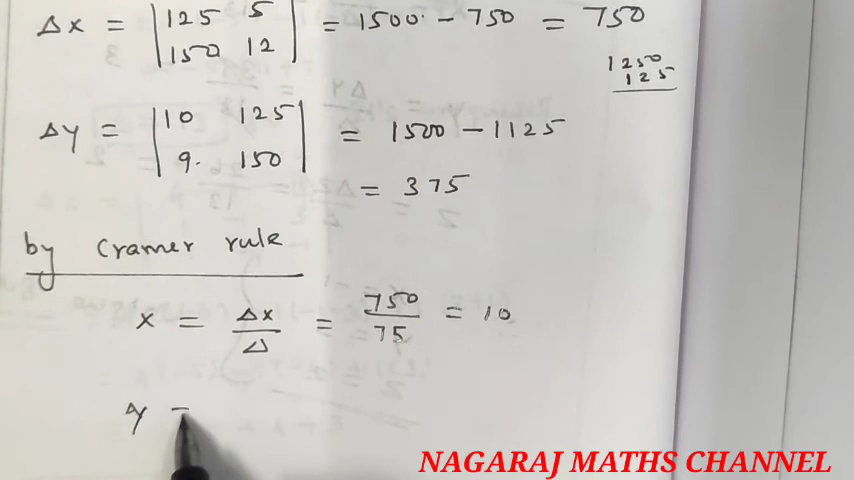 Δx = |125 5| = 1500 - 750 = 750
|150 12|
1250
125
Δy = |10 125| = 1500 - 1125
|9. 150|
= 375
by Cramer rule
x = Δx/Δ = 750/75 = 10
y =
NAGARAJ MATHS CHANNEL